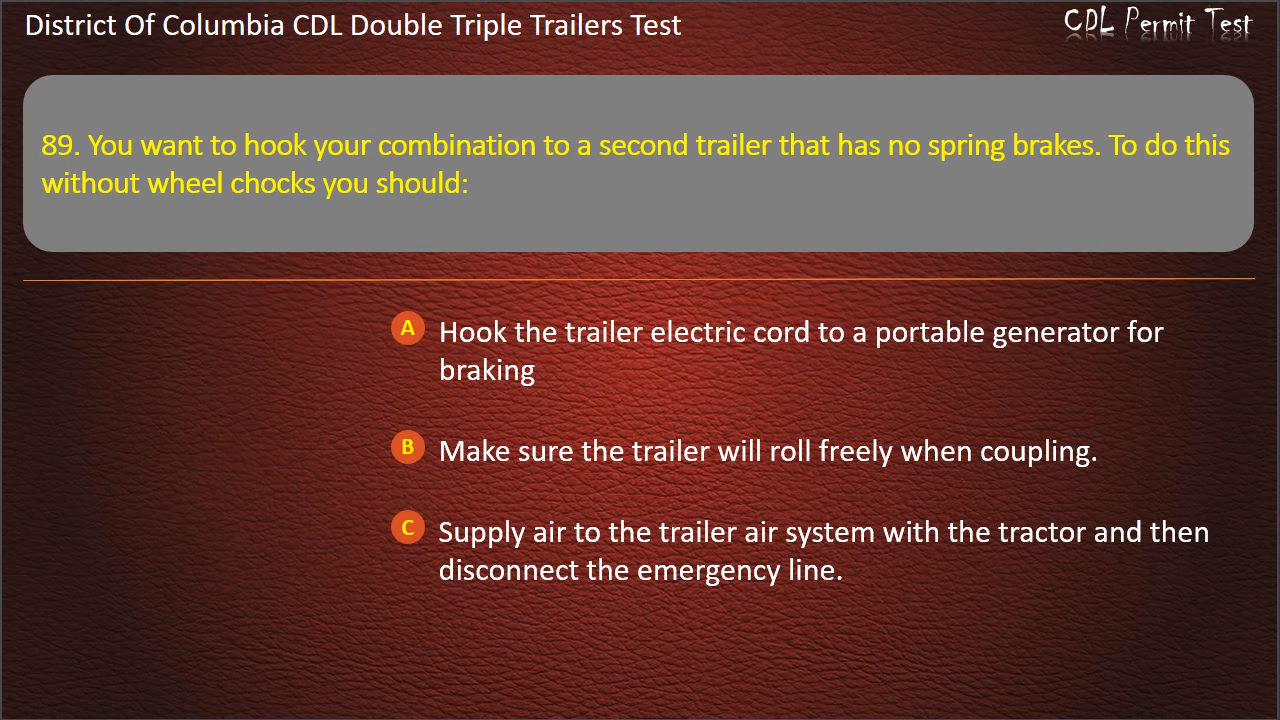 District Of Columbia CDL Double Triple Trailers Test
CDL Permit Test
89. You want to hook your combination to a second trailer that has no spring brakes. To do this
without wheel chocks you should:
A Hook the trailer electric cord to a portable generator for
braking
B Make sure the trailer will roll freely when coupling.
C Supply air to the trailer air system with the tractor and then
disconnect the emergency line.